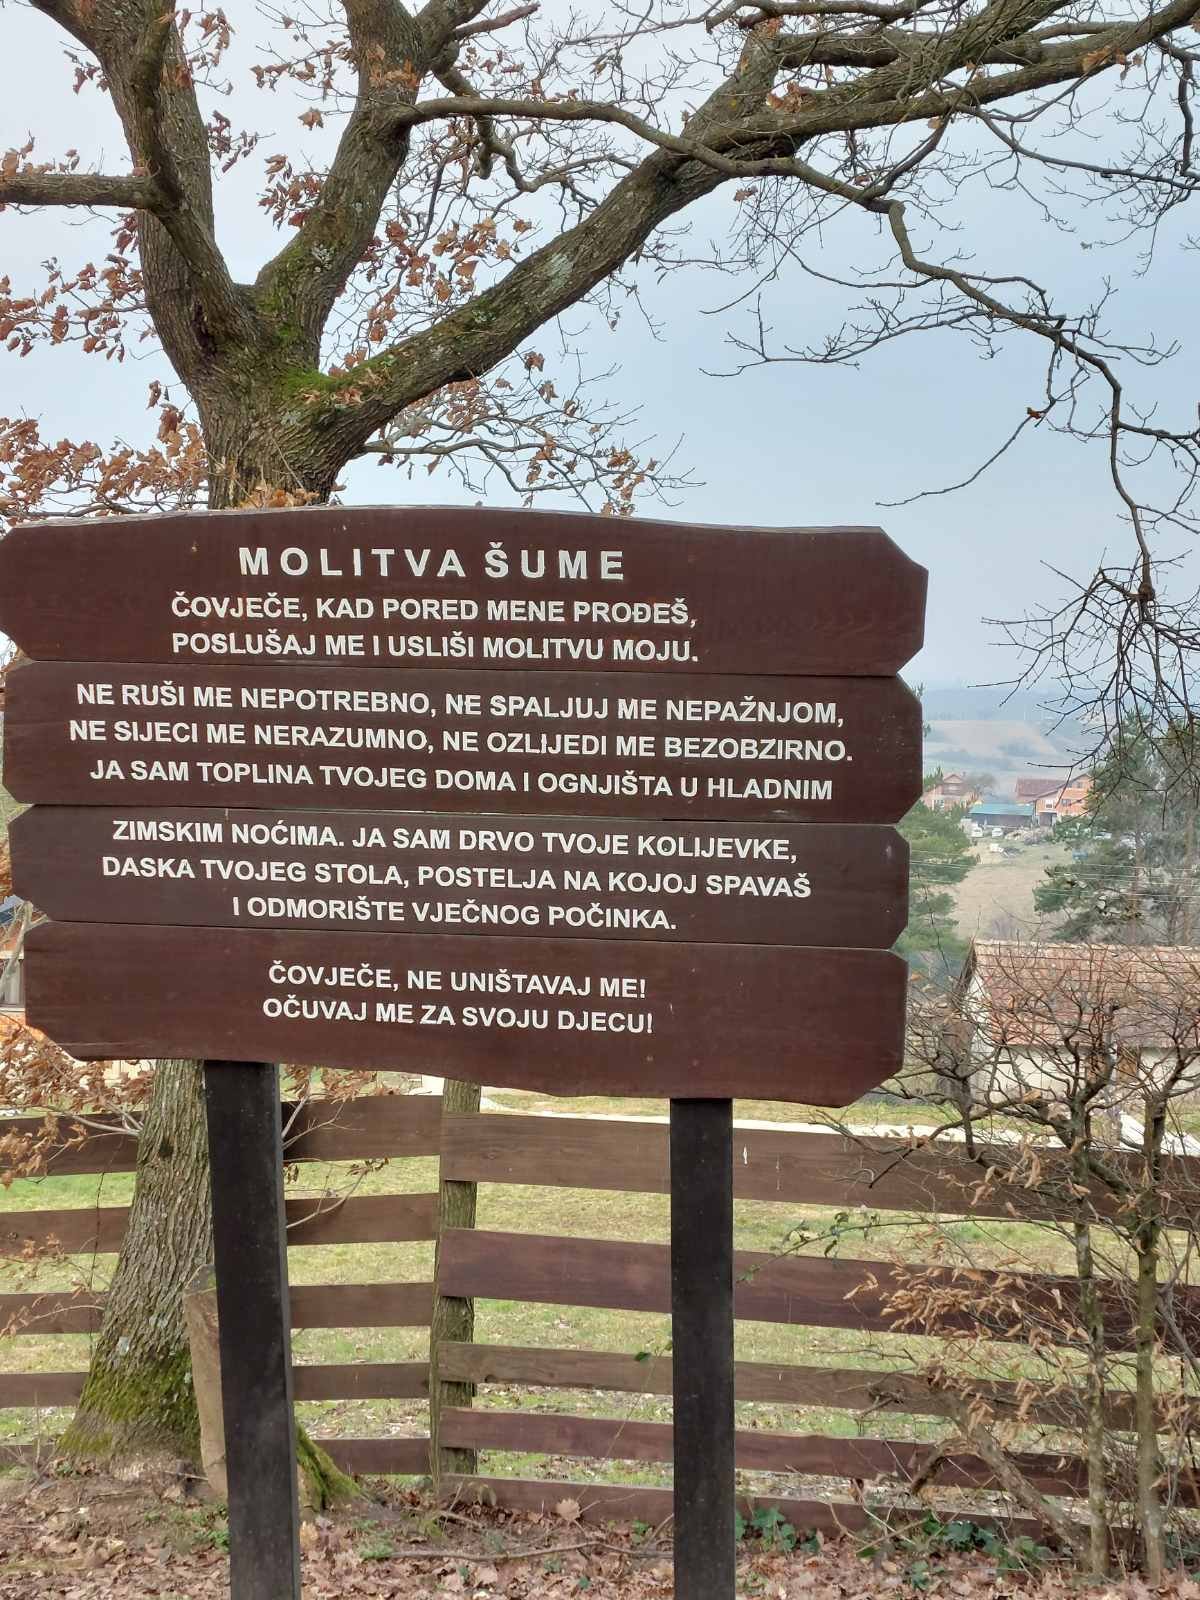 MOLITVA ŠUME
ČOVJEČE, KAD PORED MENE PROĐEŠ,
POSLUŠAJ ME I USLIŠI MOLITVU MOJU.
NE RUŠI ME NEPOTREBNO, NE SPALJUJ ME NEPAŽNJOM,
NE SIJECI ME NERAZUMNO, NE OZLIJEDI ME BEZOBZIRNO.
JA SAM TOPLINA TVOJEG DOMA I OGNJIŠTA U HLADNIM
ZIMSKIM NOĆIMA. JA SAM DRVO TVOJE KOLIJEVKE,
DASKA TVOJEG STOLA, POSTELJA NA KOJOJ SPAVAŠ
I ODMORIŠTE VJEČNOG POČINKA.
ČOVJEČE, NE UNIŠTAVAJ ME!
OČUVAJ ME ZA SVOJU DJECU!